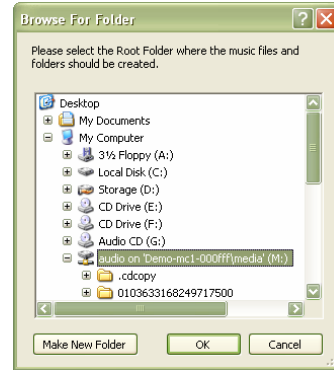 Browse For Folder
Please select the Root Folder where the music files and
folders should be created.
Desktop
My Documents
My Computer
3½ Floppy (A:)
Local Disk (C:)
Storage (D:)
CD Drive (E:)
CD Drive (F:)
Audio CD (G:)
audio on 'Demo-mc1-000fff\media' (M:)
.cdcopy
0103633168249717500
Make New Folder
OK
Cancel